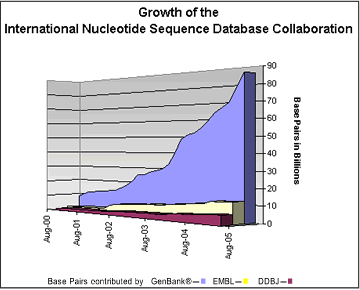 Growth of the
International Nucleotide Sequence Database Collaboration
90
80
70
60
50
40
30
20
10
0
Base Pairs in Billions
Aug-00
Aug-01
Aug-02
Aug-03
Aug-04
Aug-05
Base Pairs contributed by GenBank®— EMBL— DDBJ—